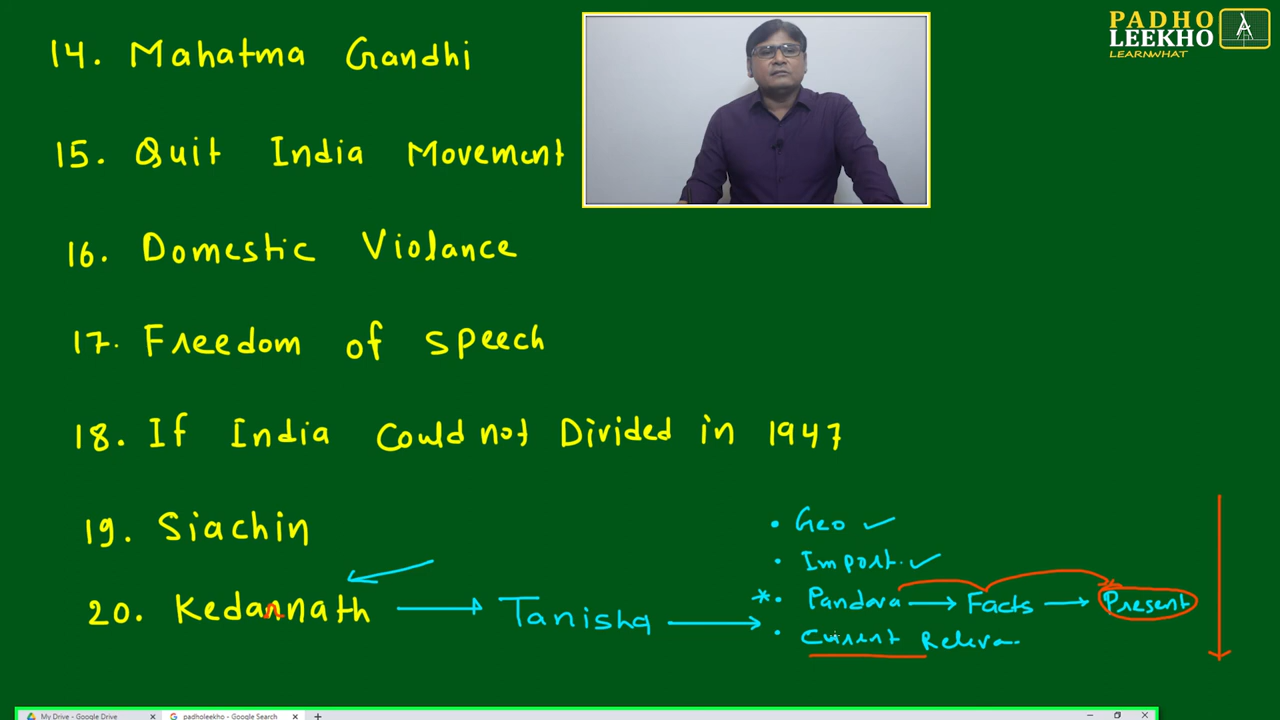 PADHO
LEEKHO
LEARNWHAT
14. Mahatma Gandhi
15. Quit India Movement
16. Domestic Violance
17. Freedom of speech
18. If India could not Divided in 1947
19. Siachin
20. Kedarnath → Tanishq →
• Geo ✓
• Import. ✓
*• Pandava → Facts → Present
• Current Releva.
My Drive - Google Drive
padholeekho - Google Search